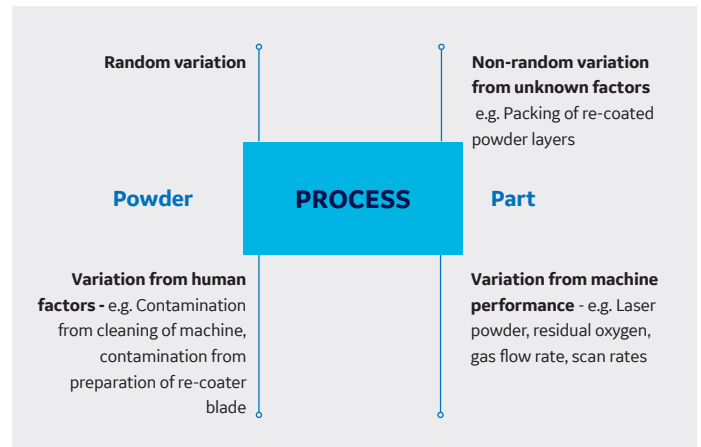 Random variation
Non-random variation
from unknown factors
e.g. Packing of re-coated
powder layers
Powder
PROCESS
Part
Variation from human
factors - e.g. Contamination
from cleaning of machine,
contamination from
preparation of re-coater
blade
Variation from machine
performance - e.g. Laser
powder, residual oxygen,
gas flow rate, scan rates